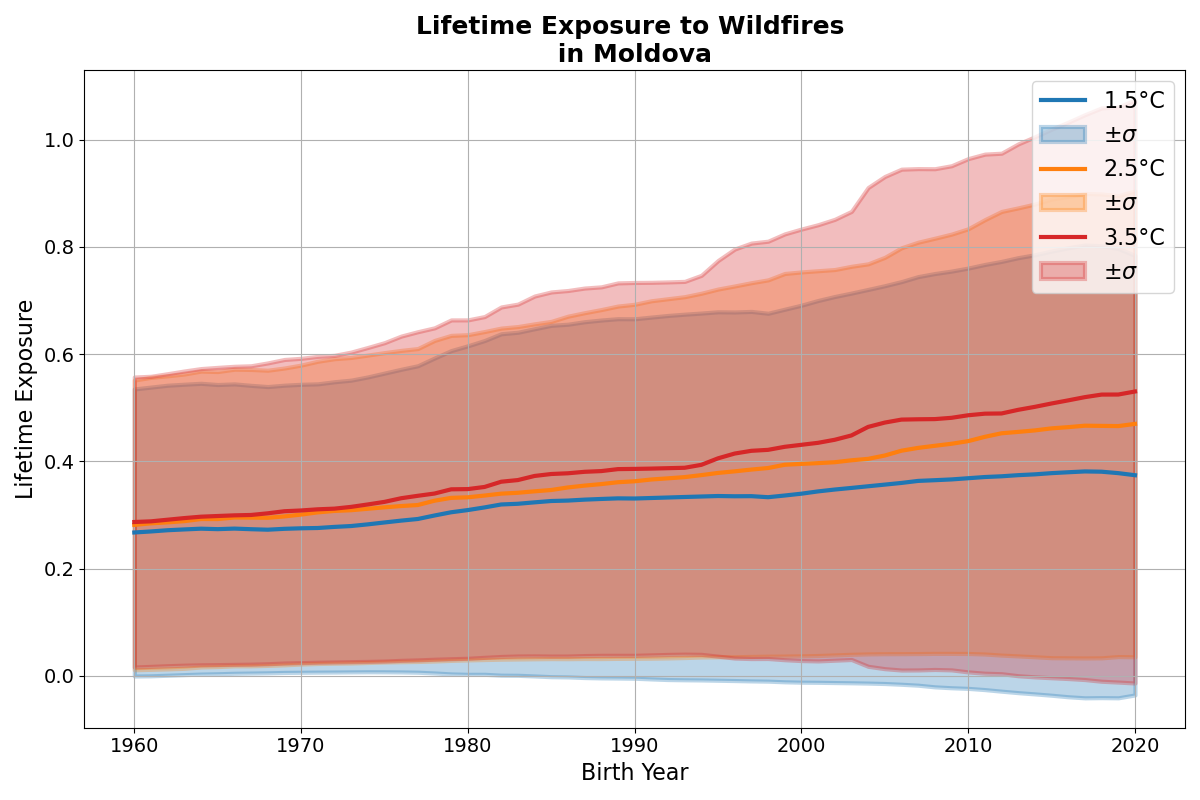 Lifetime Exposure to Wildfires
in Moldova
1.5°C
±σ
2.5°C
±σ
3.5°C
±σ
Lifetime Exposure
1.0
0.8
0.6
0.4
0.2
0.0
1960 1970 1980 1990 2000 2010 2020
Birth Year